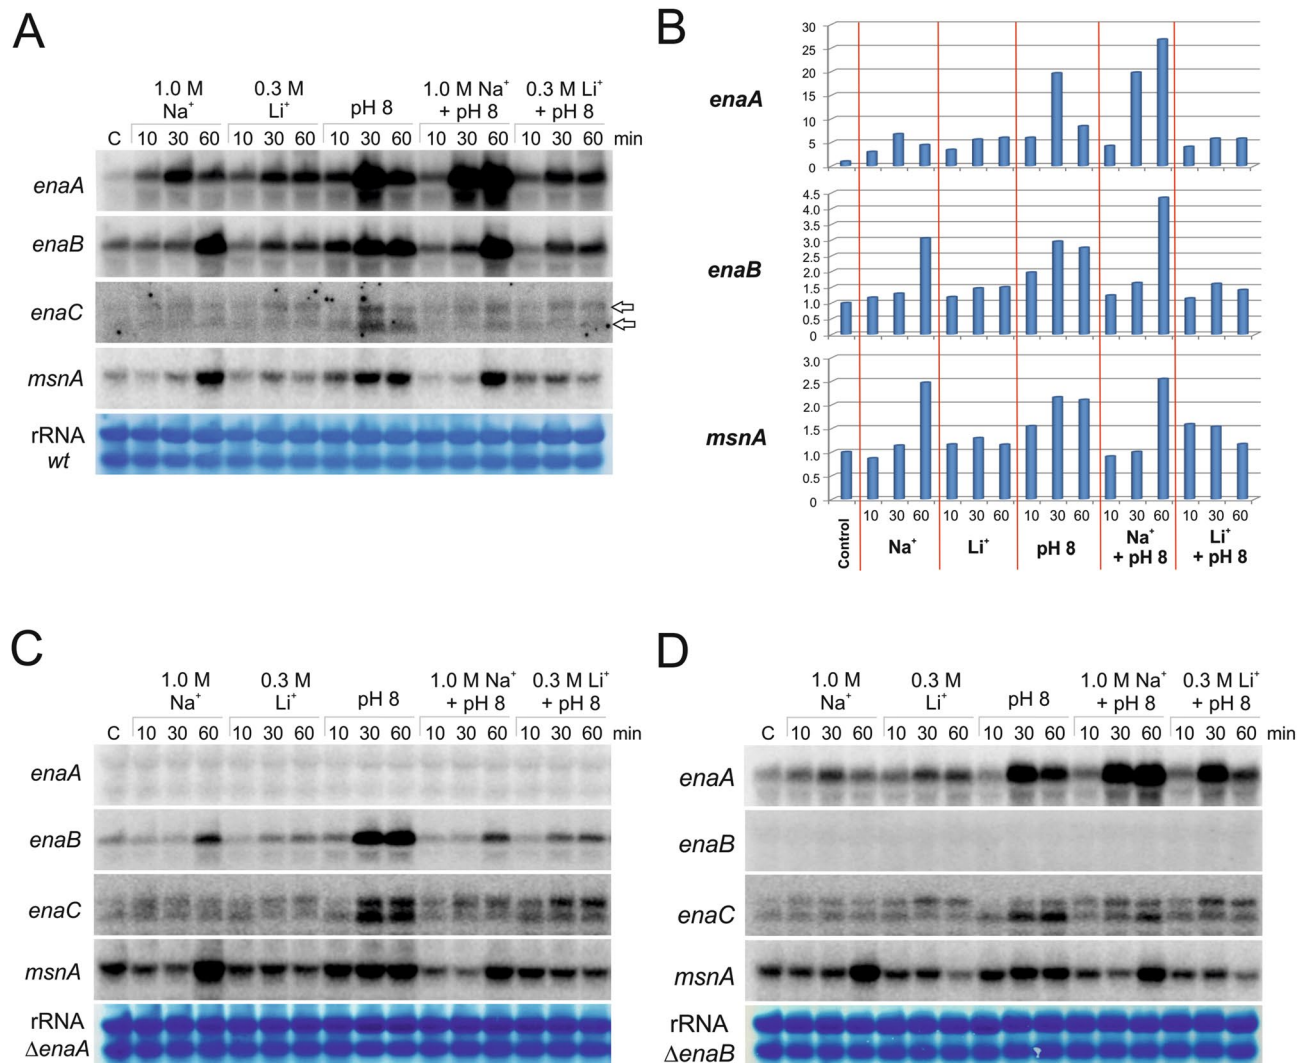 A
1.0 M Na⁺ 0.3 M Li⁺ pH 8 1.0 M Na⁺ + pH 8 0.3 M Li⁺ + pH 8
C 10 30 60 10 30 60 10 30 60 10 30 60 10 30 60 min
enaA
enaB
enaC
msnA
rRNA
wt
B
enaA
30
25
20
15
10
5
0
enaB
4.5
4.0
3.5
3.0
2.5
2.0
1.5
1.0
0.5
0
msnA
3.0
2.5
2.0
1.5
1.0
0.5
0
Control 10 30 60 10 30 60 10 30 60 10 30 60 10 30 60
Na⁺ Li⁺ pH 8 Na⁺ + pH 8 Li⁺ + pH 8
C
1.0 M Na⁺ 0.3 M Li⁺ pH 8 1.0 M Na⁺ + pH 8 0.3 M Li⁺ + pH 8
C 10 30 60 10 30 60 10 30 60 10 30 60 10 30 60 min
enaA
enaB
enaC
msnA
rRNA
ΔenaA
D
1.0 M Na⁺ 0.3 M Li⁺ pH 8 1.0 M Na⁺ + pH 8 0.3 M Li⁺ + pH 8
C 10 30 60 10 30 60 10 30 60 10 30 60 10 30 60 min
enaA
enaB
enaC
msnA
rRNA
ΔenaB